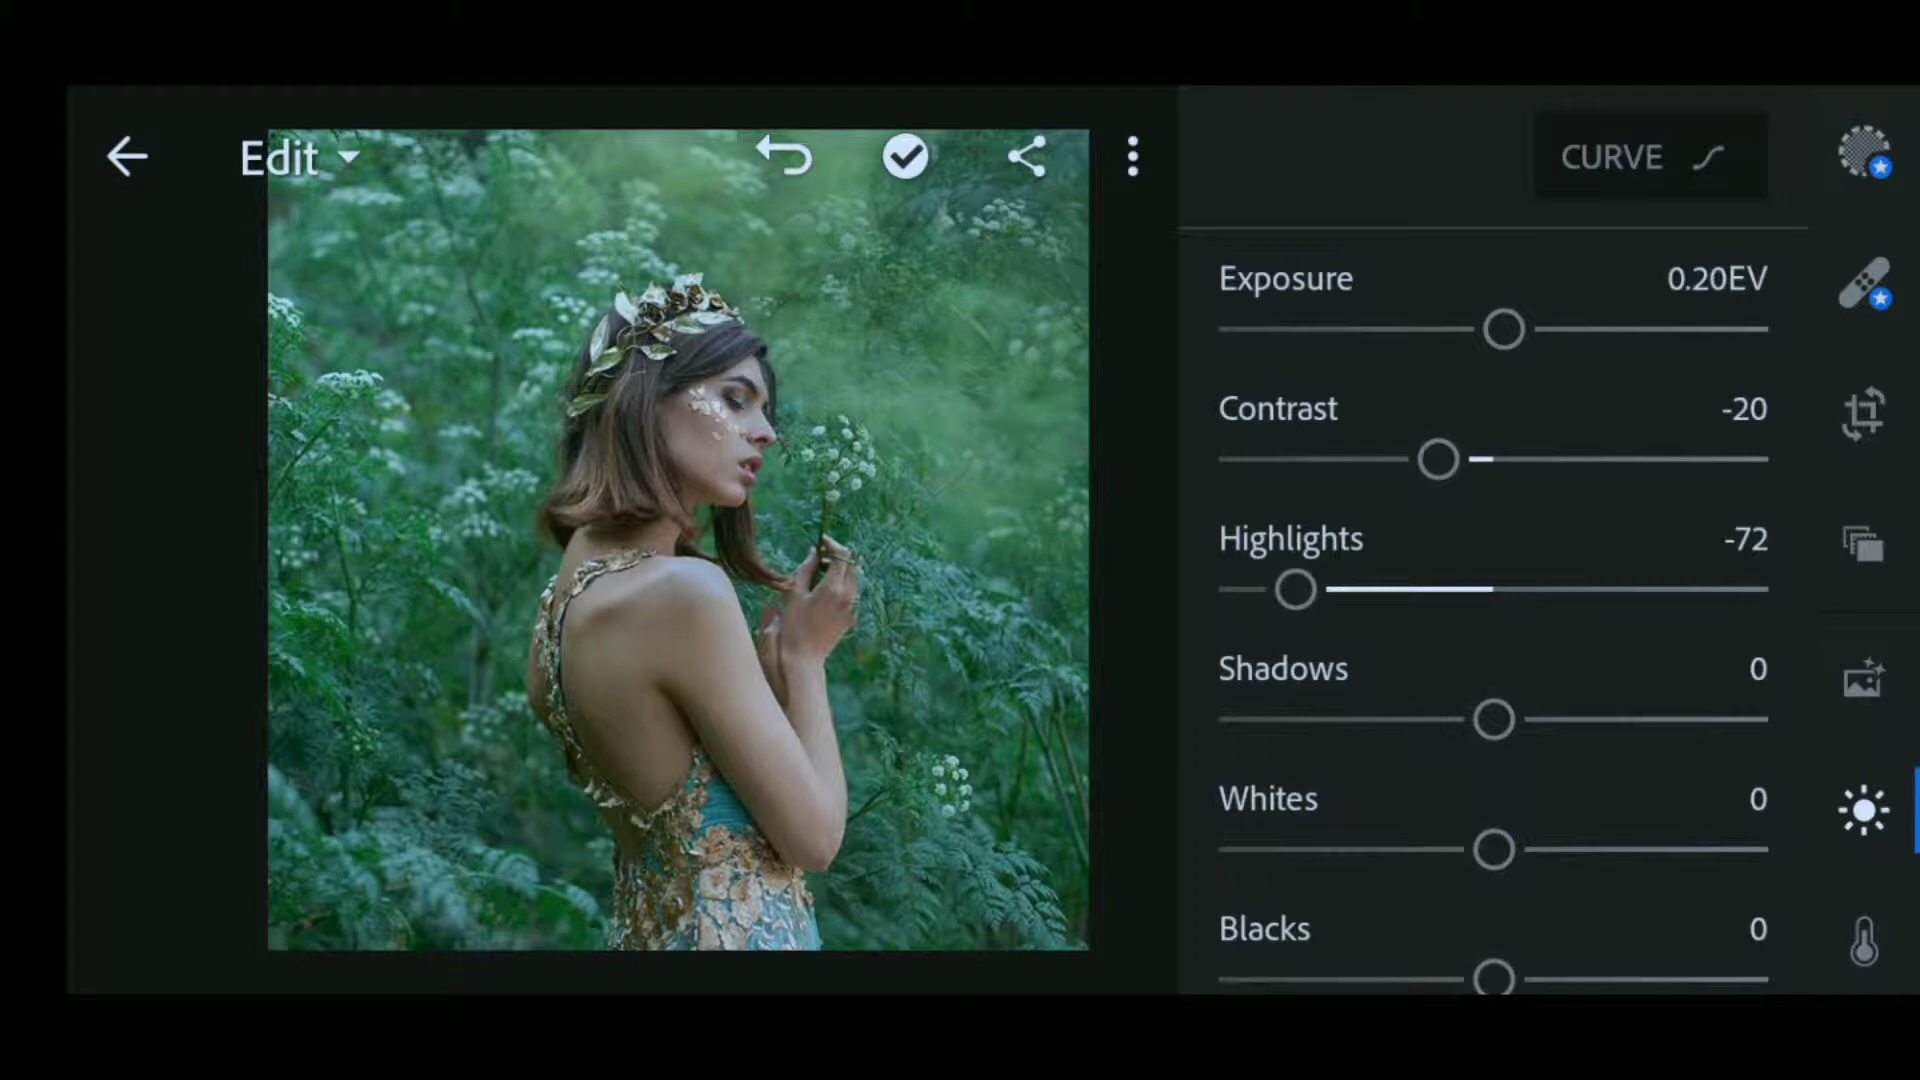 Edit
CURVE
Exposure 0.20EV
Contrast -20
Highlights -72
Shadows 0
Whites 0
Blacks 0